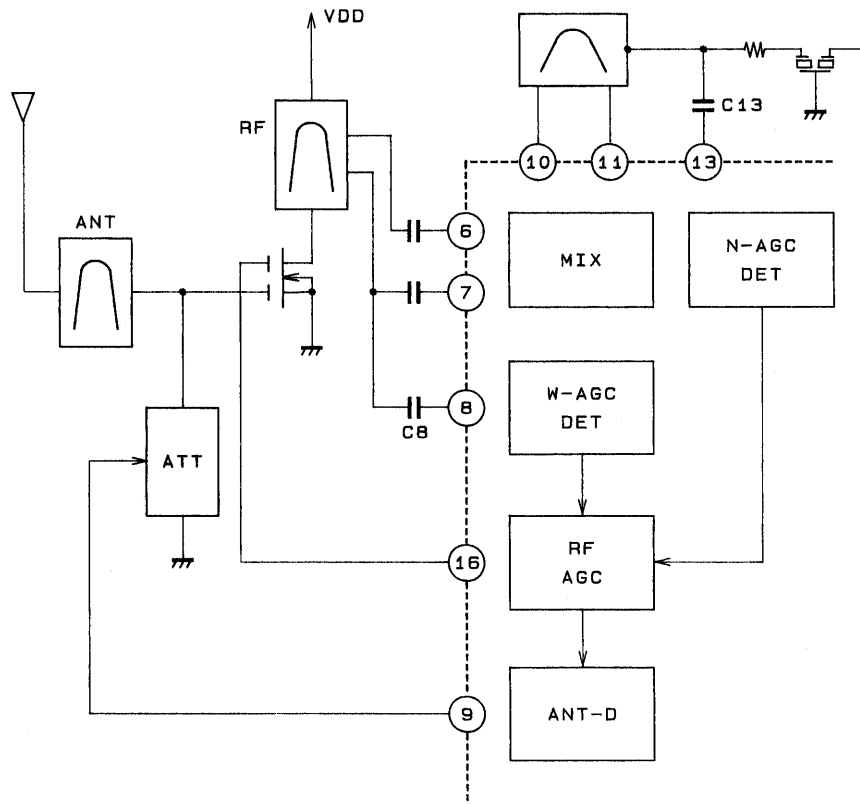 VDD
RF
C13
10
11
13
ANT
6
MIX
N-AGC
DET
7
W-AGC
DET
8
C8
ATT
16
RF
AGC
9
ANT-D